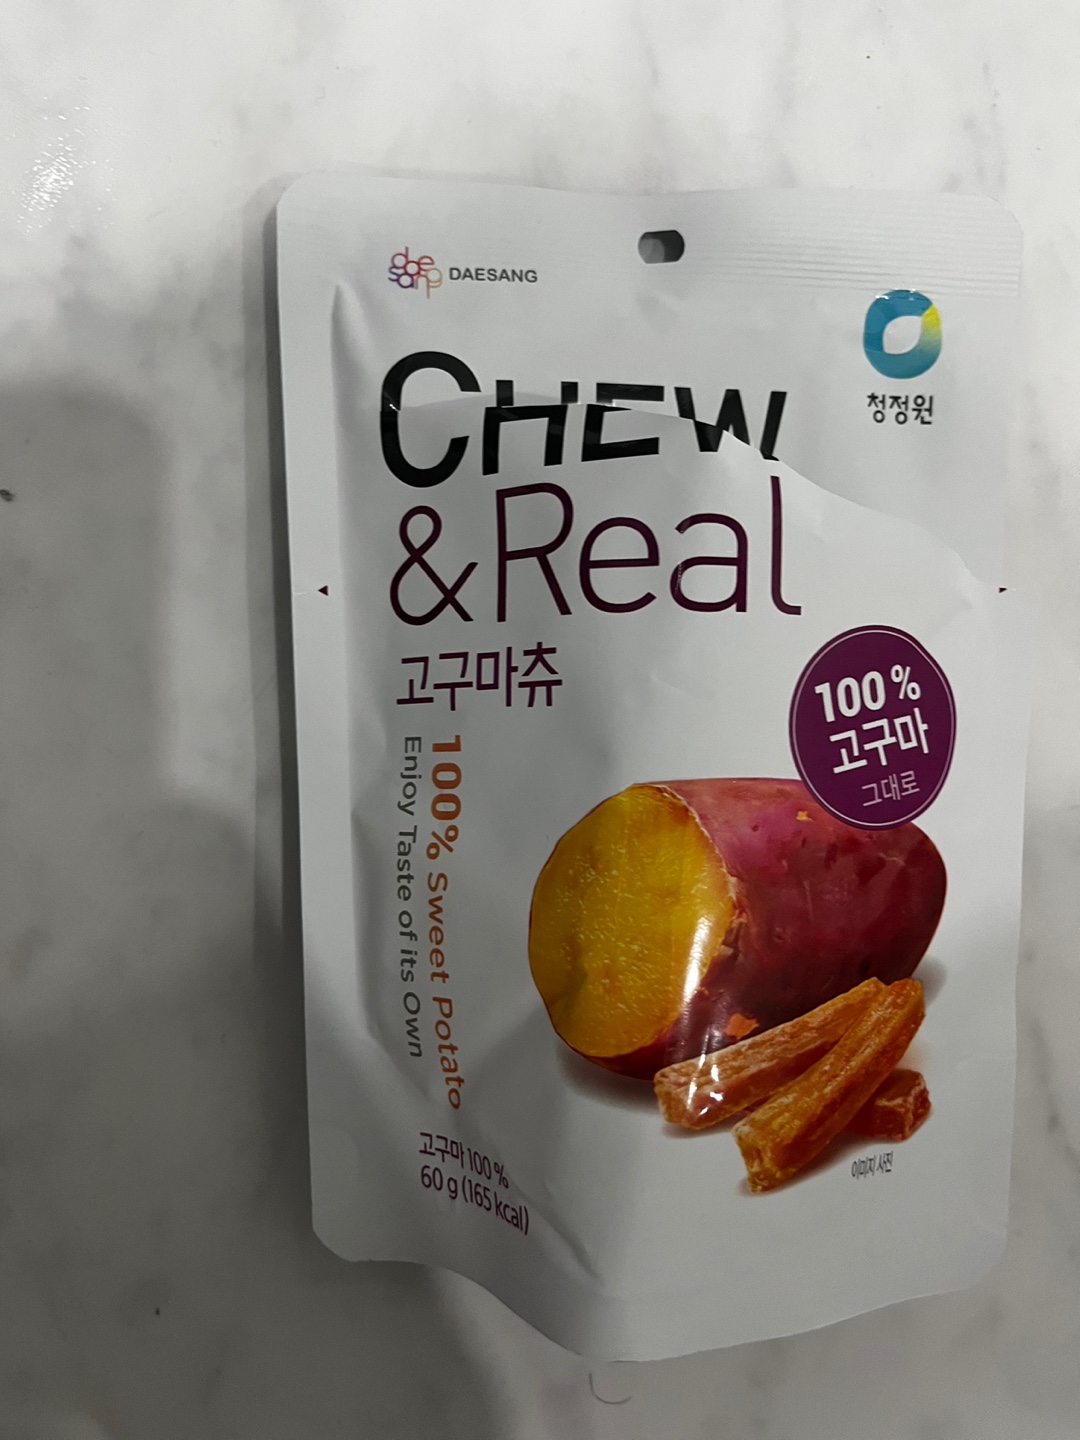 daesang DAESANG
청정원
CHEW
&Real
고구마츄
100% Sweet Potato
Enjoy Taste of its Own
100%
고구마
그대로
고구마 100%
60 g (165 kcal)
이미지 사진